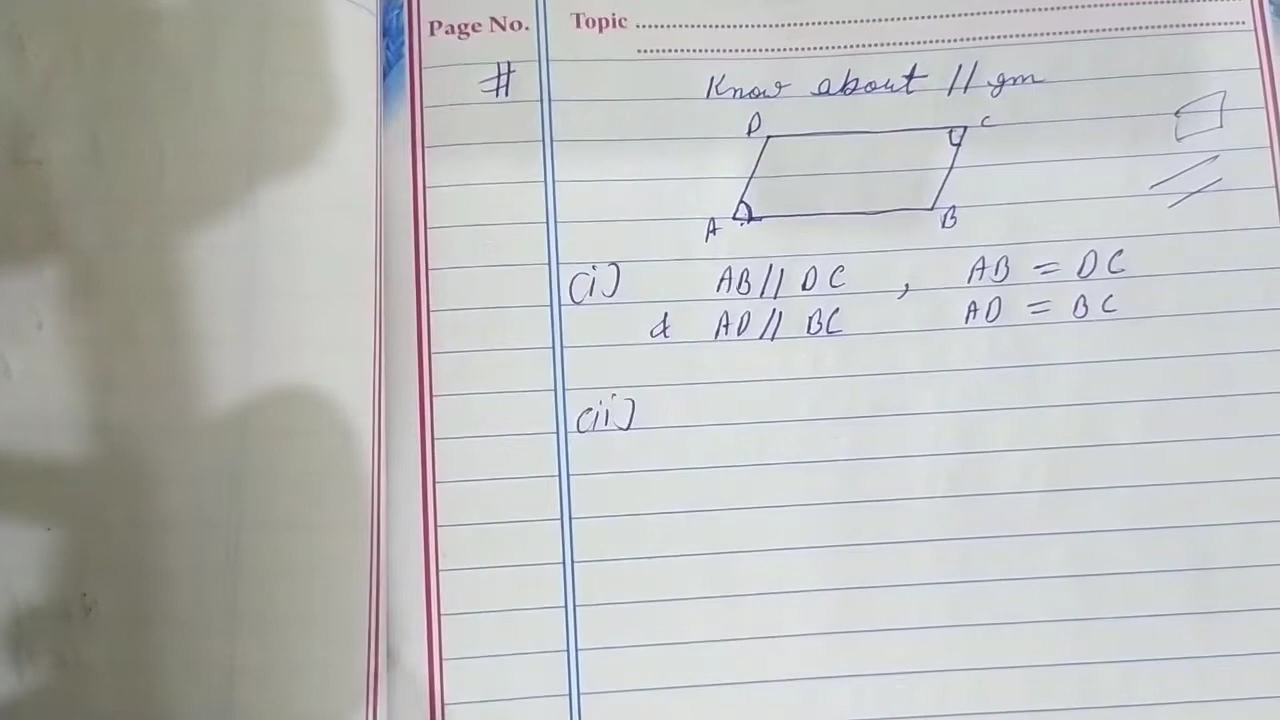 Page No. Topic
# Know about // gm
D C
A B
(i) AB // DC , AB = DC
& AD // BC AD = BC
(ii)